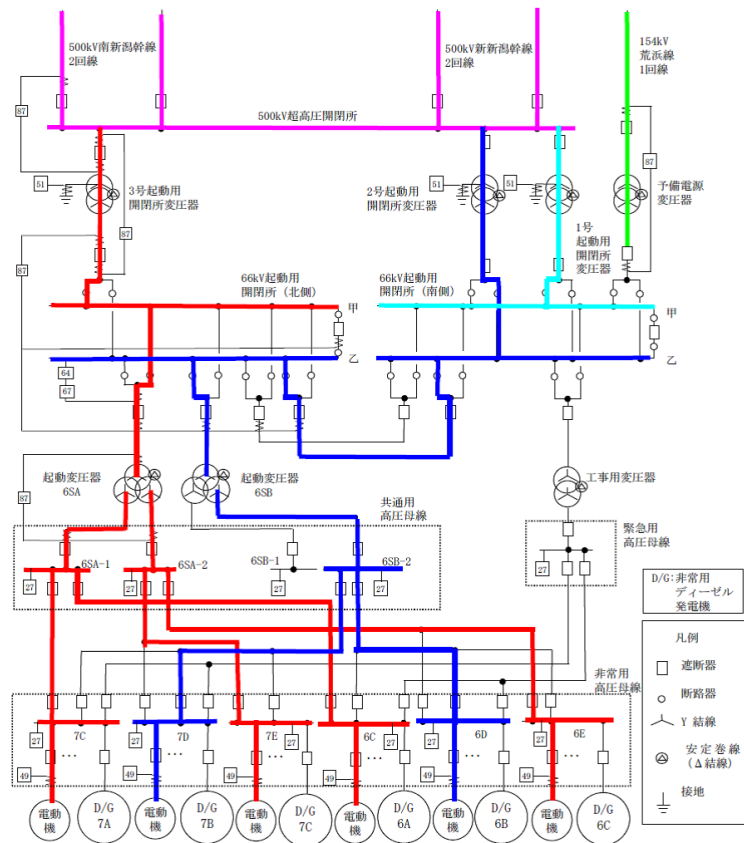 500kV南新潟幹線
2回線
500kV新新潟幹線
2回線
154kV
荒浜線
1回線
87
500kV超高圧開閉所
51
3号起動用
開閉所変圧器
87
2号起動用
開閉所変圧器
51
51
87
予備電源
変圧器
1号
起動用
開閉所
変圧器
87
66kV起動用
開閉所(北側)
66kV起動用
開閉所(南側)
甲
甲
乙
乙
64
67
起動変圧器
6SA
起動変圧器
6SB
工事用変圧器
87
共通用
高圧母線
緊急用
高圧母線
6SA-1
6SA-2
6SB-1
6SB-2
27
27
27
27
27
D/G:非常用
ディーゼル
発電機
凡例
遮断器
断路器
Y 結線
安定巻線
(Δ結線)
接地
非常用
高圧母線
7C
7D
7E
6C
6D
6E
27
27
27
27
27
27
…
…
…
…
…
…
49
49
49
49
49
49
電動
機
D/G
7A
電動
機
D/G
7B
電動
機
D/G
7C
電動
機
D/G
6A
電動
機
D/G
6B
電動
機
D/G
6C